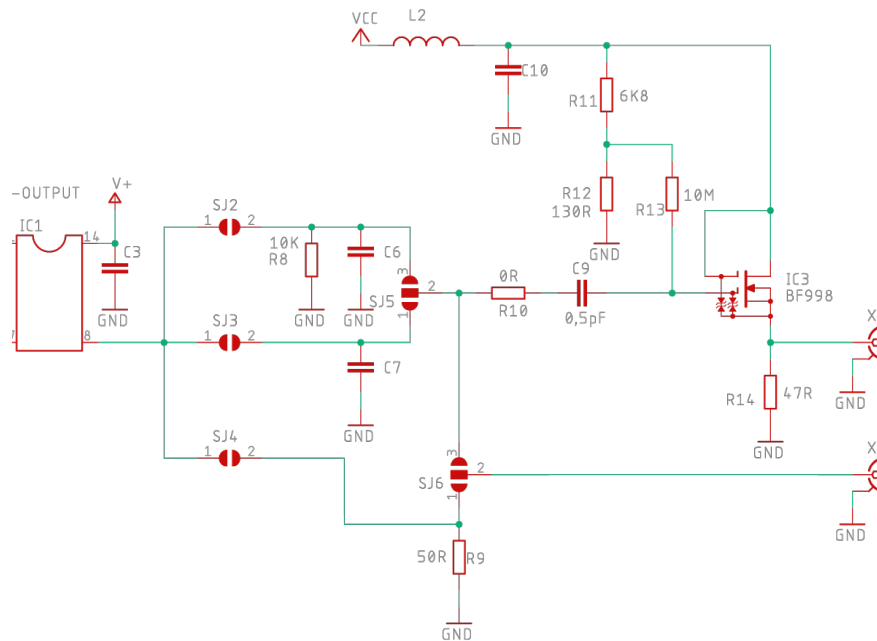 VCC
L2
C10
GND
R11
6K8
R12
130R
R13
10M
GND
-OUTPUT
V+
IC1
14
C3
GND
8
SJ2
1
2
10K
R8
C6
GND
GND
3
SJ5
2
1
0R
R10
C9
0,5pF
IC3
BF998
SJ3
1
2
C7
GND
R14
47R
GND
X
GND
SJ4
1
2
3
SJ6
2
1
X
GND
50R
R9
GND